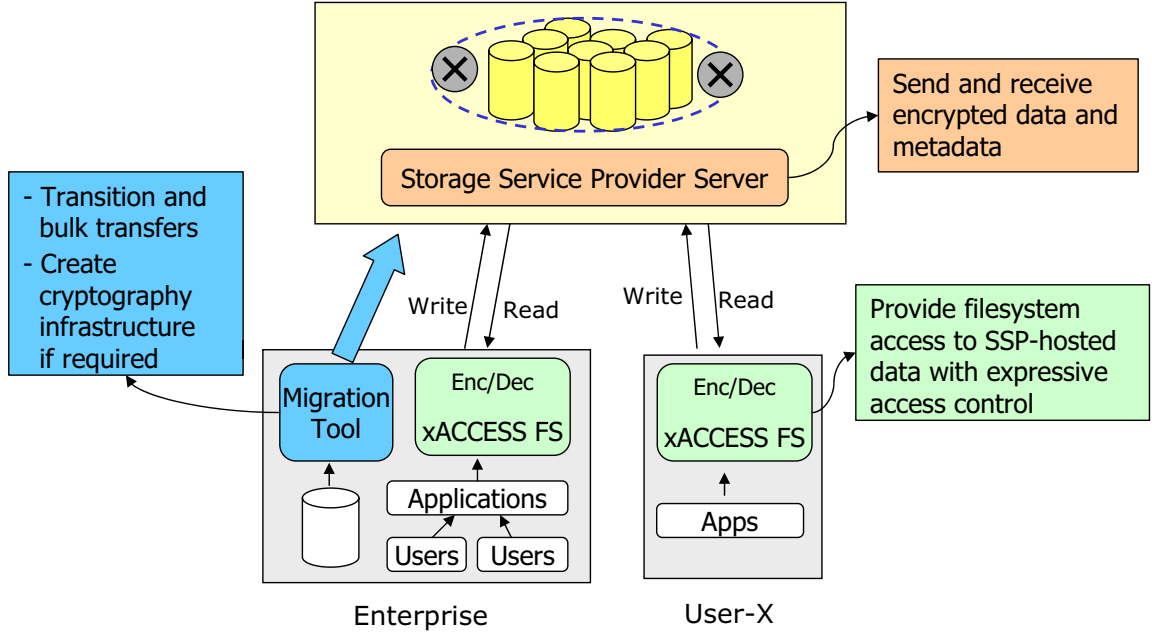 Send and receive
encrypted data and
metadata
Storage Service Provider Server
- Transition and
bulk transfers
- Create
cryptography
infrastructure
if required
Write
Read
Write
Read
Provide filesystem
access to SSP-hosted
data with expressive
access control
Migration
Tool
Enc/Dec
xACCESS FS
Applications
Users
Users
Enc/Dec
xACCESS FS
Apps
Enterprise
User-X